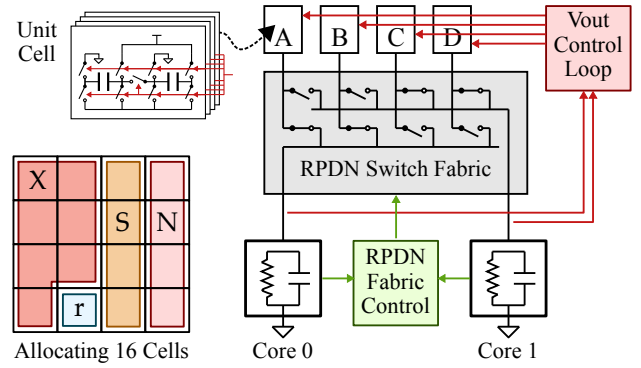 Unit
Cell
A B C D
Vout
Control
Loop
RPDN Switch Fabric
X S N
r
RPDN
Fabric
Control
Allocating 16 Cells
Core 0
Core 1